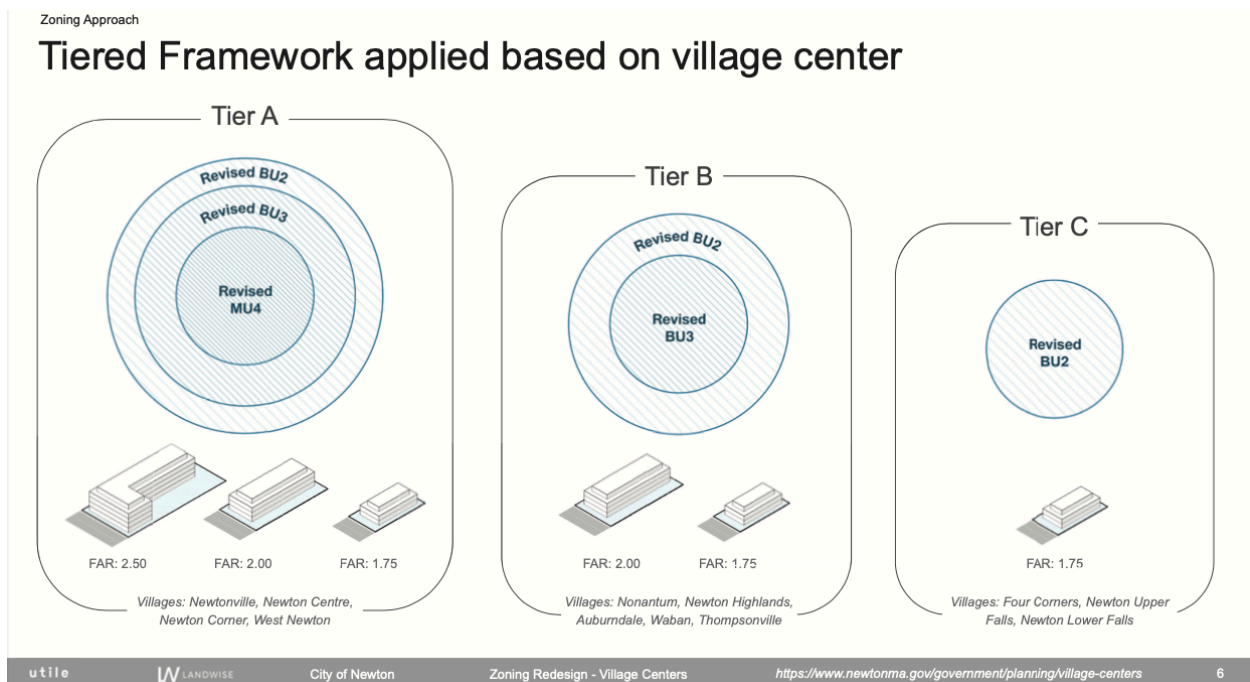 Zoning Approach
Tiered Framework applied based on village center
Tier A
Revised BU2
Revised BU3
Revised
MU4
FAR: 2.50
FAR: 2.00
FAR: 1.75
Villages: Newtonville, Newton Centre,
Newton Corner, West Newton
Tier B
Revised BU2
Revised
BU3
FAR: 2.00
FAR: 1.75
Villages: Nonantum, Newton Highlands,
Auburndale, Waban, Thompsonville
Tier C
Revised
BU2
FAR: 1.75
Villages: Four Corners, Newton Upper
Falls, Newton Lower Falls
utile
LANDWISE
City of Newton
Zoning Redesign - Village Centers
https://www.newtonma.gov/government/planning/village-centers
6